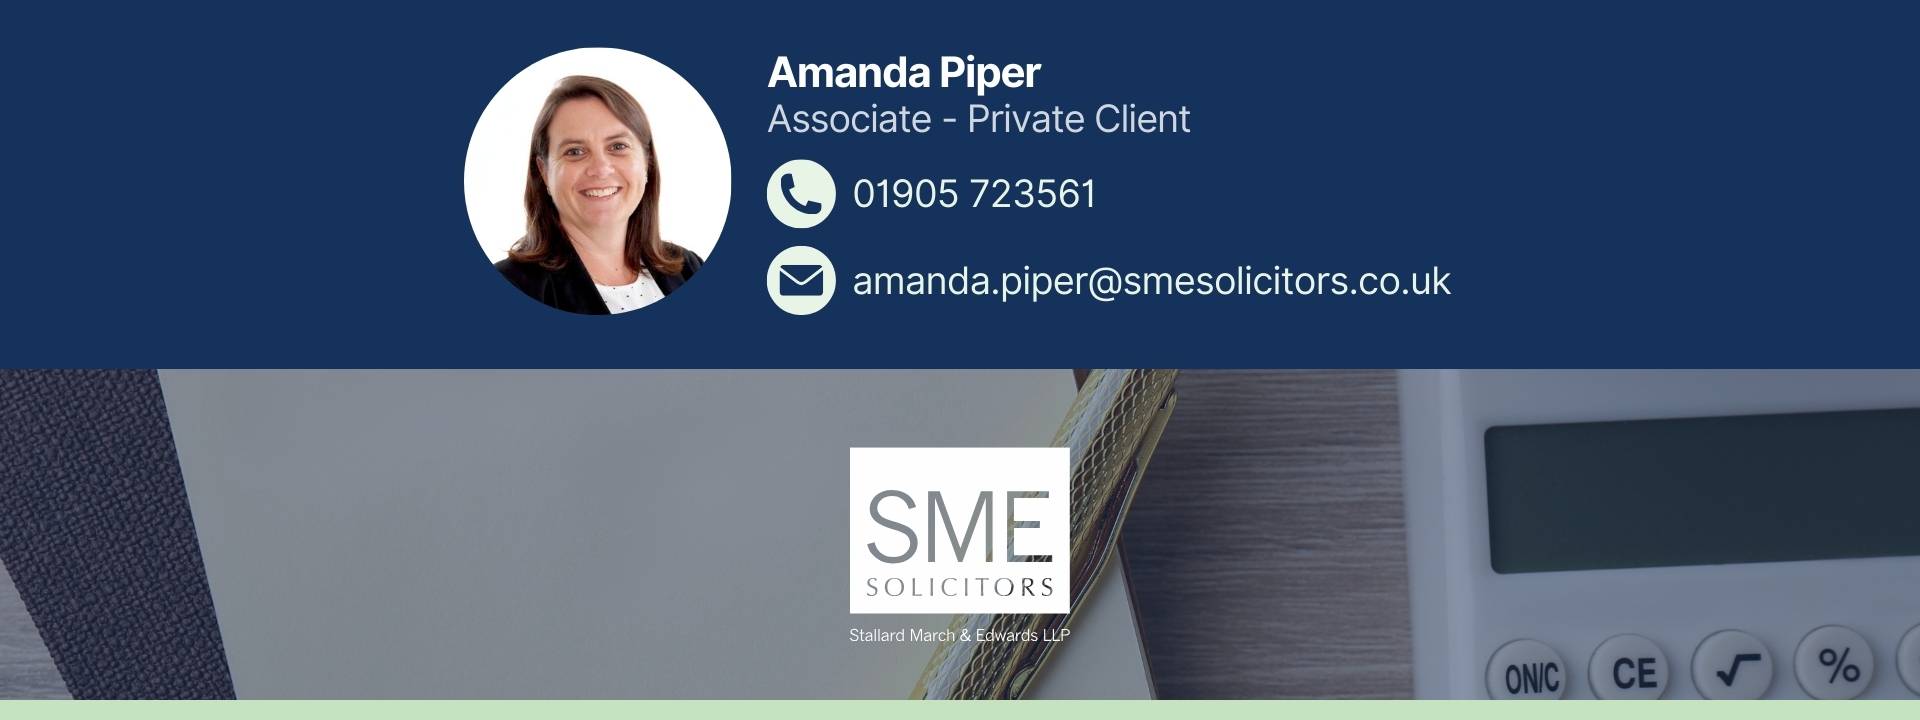 Amanda Piper
Associate - Private Client
01905 723561
amanda.piper@smesolicitors.co.uk
SME
SOLICITORS
Stallard March & Edwards LLP
ON/C CE √ %